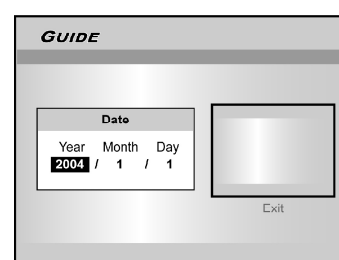 GUIDE
Date
Year Month Day
2004 / 1 / 1
Exit